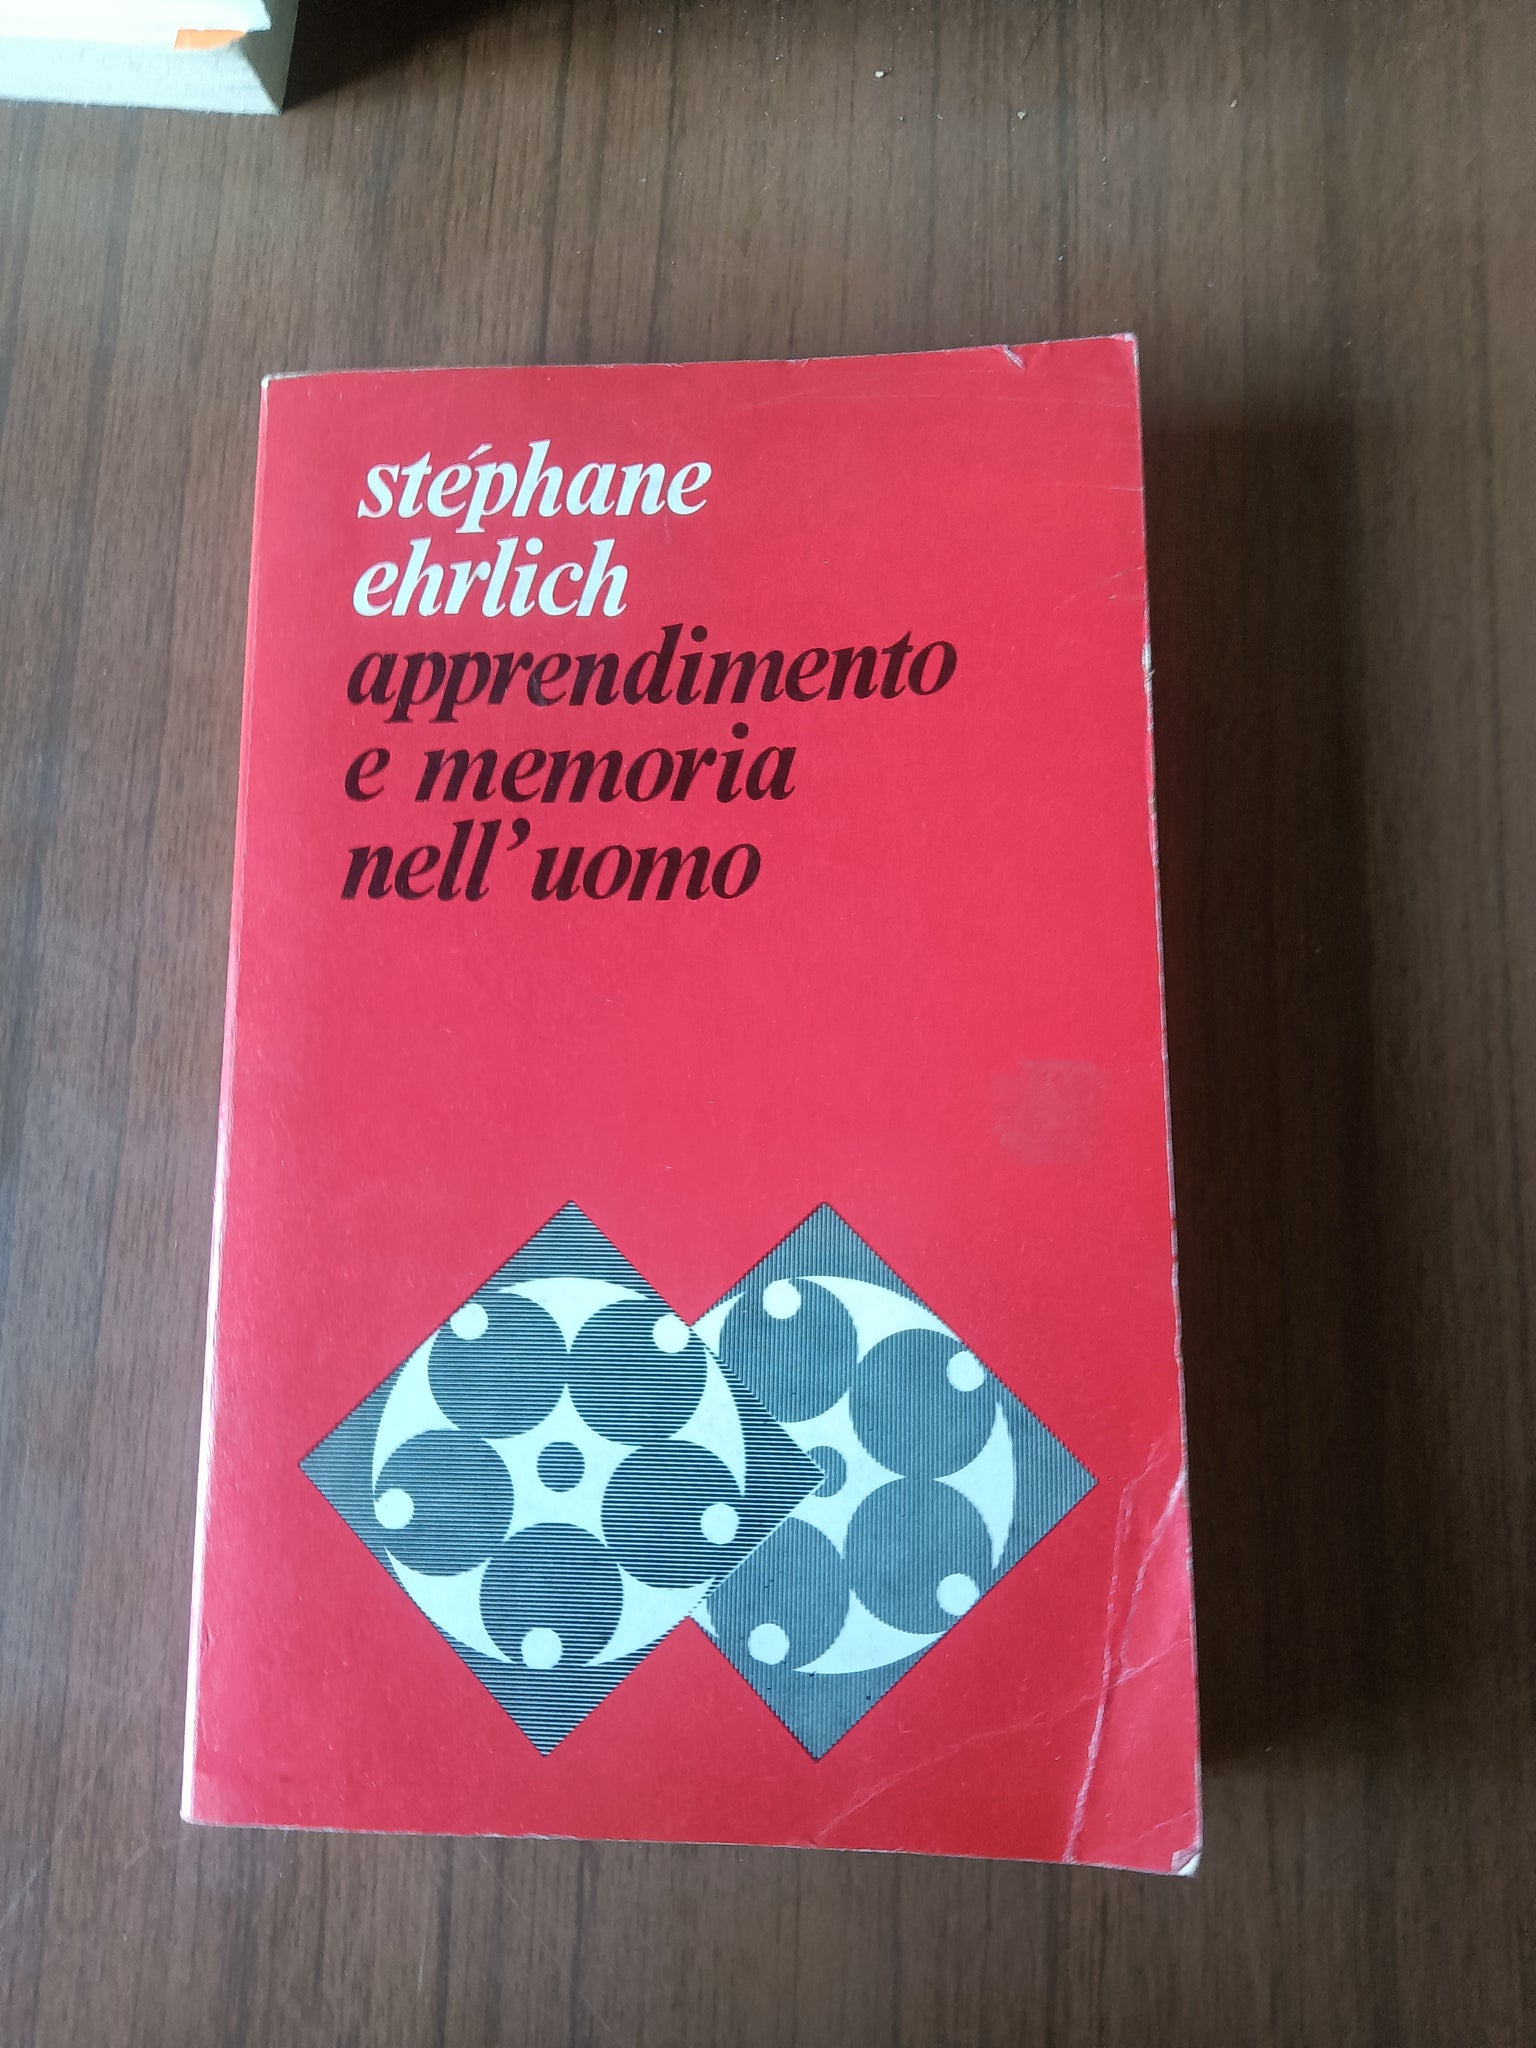 stéphane
ehrlich
apprendimento
e memoria
nell'uomo